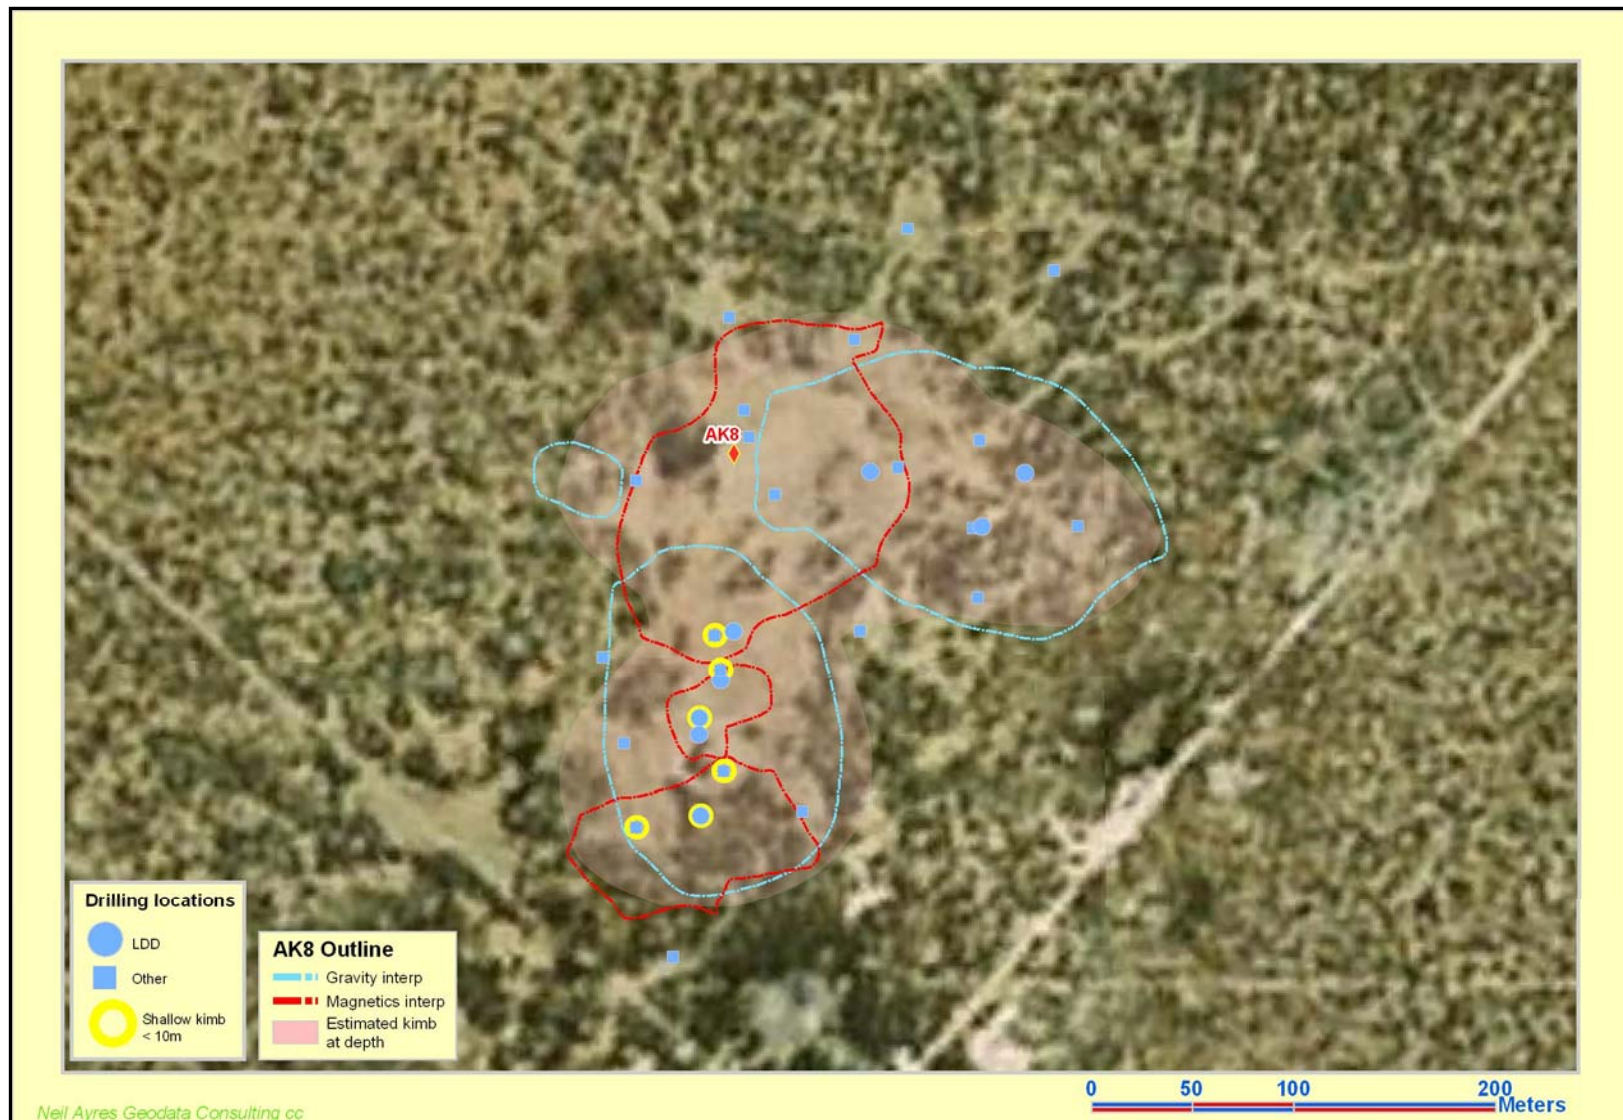 AK8
Drilling locations
LDD
Other
Shallow kimb
< 10m
AK8 Outline
Gravity interp
Magnetics interp
Estimated kimb
at depth
0 50 100 200
Meters
Neil Ayres Geodata Consulting cc